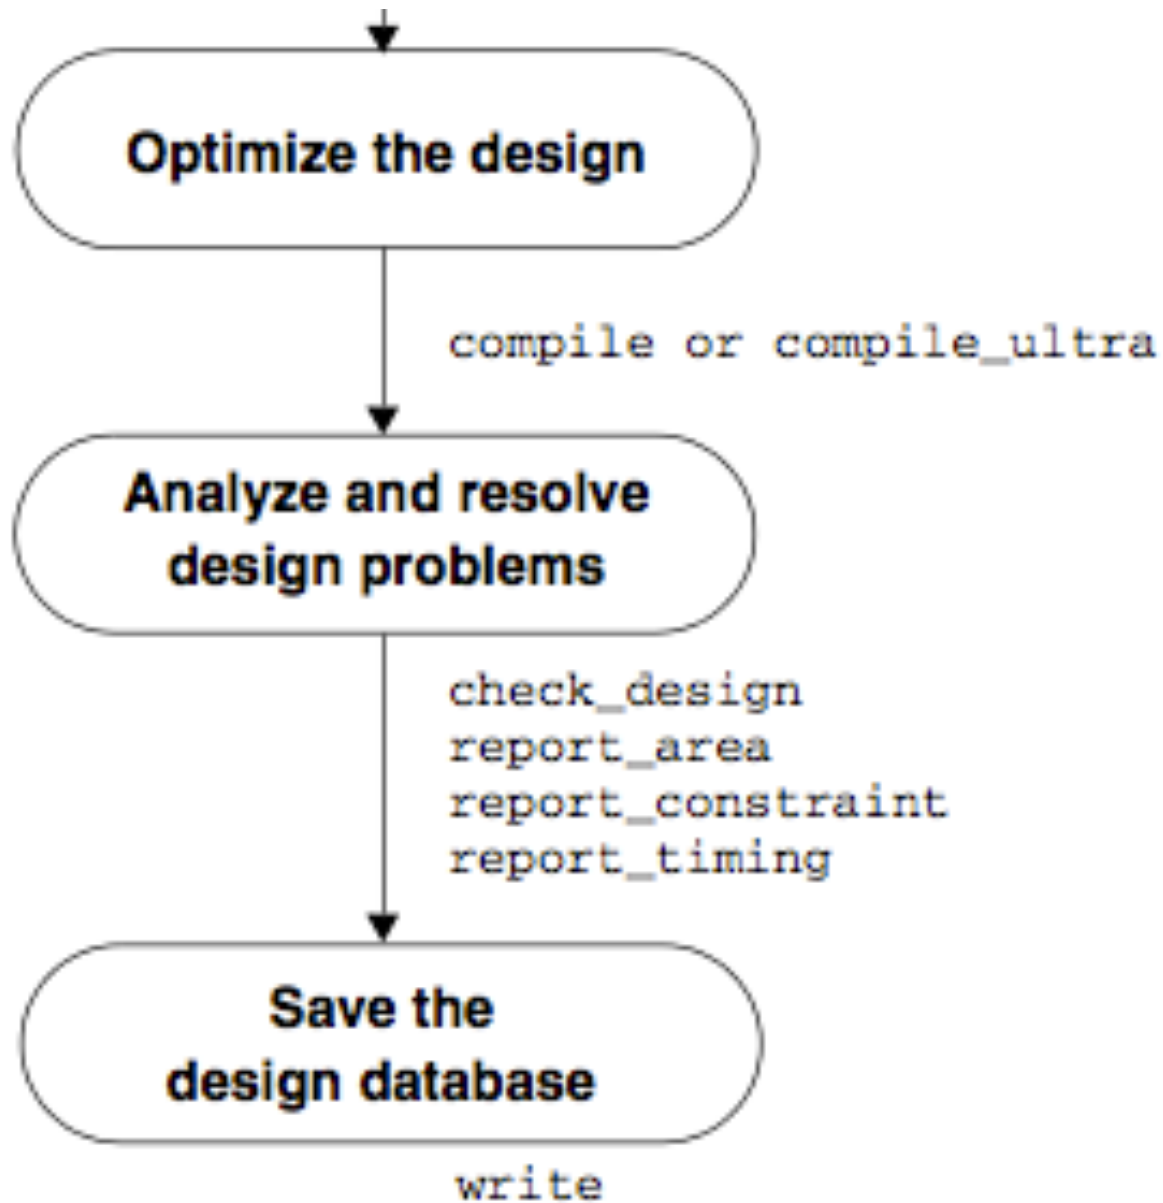 Optimize the design
compile or compile_ultra
Analyze and resolve
design problems
check_design
report_area
report_constraint
report_timing
Save the
design database
write